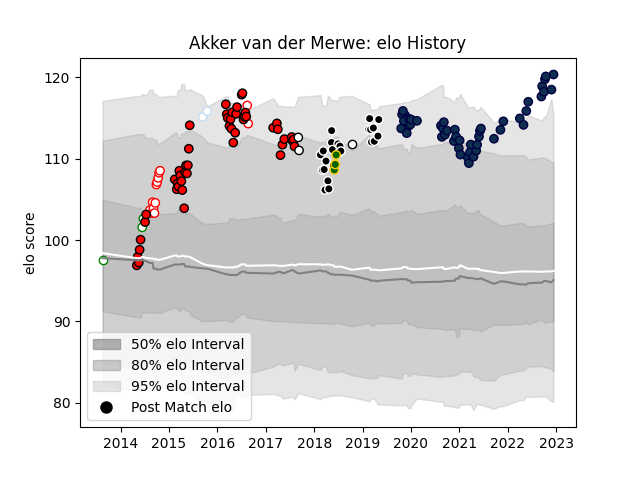 Akker van der Merwe: elo History
elo score
120
110
100
90
80
50% elo Interval
80% elo Interval
95% elo Interval
Post Match elo
2014 2015 2016 2017 2018 2019 2020 2021 2022 2023